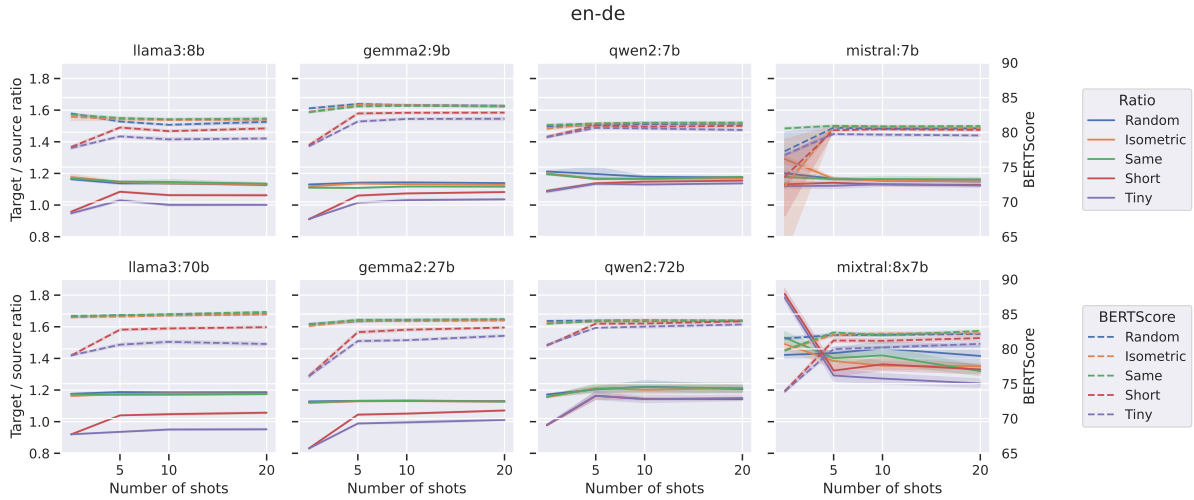 en-de
llama3:8b
gemma2:9b
qwen2:7b
mistral:7b
Target / source ratio
1.8
1.6
1.4
1.2
1.0
0.8
90
85
80
75
70
65
BERTScore
Ratio
Random
Isometric
Same
Short
Tiny
llama3:70b
gemma2:27b
qwen2:72b
mixtral:8x7b
Target / source ratio
1.8
1.6
1.4
1.2
1.0
0.8
90
85
80
75
70
65
BERTScore
5 10 20
5 10 20
5 10 20
5 10 20
Number of shots
Number of shots
Number of shots
Number of shots
BERTScore
Random
Isometric
Same
Short
Tiny